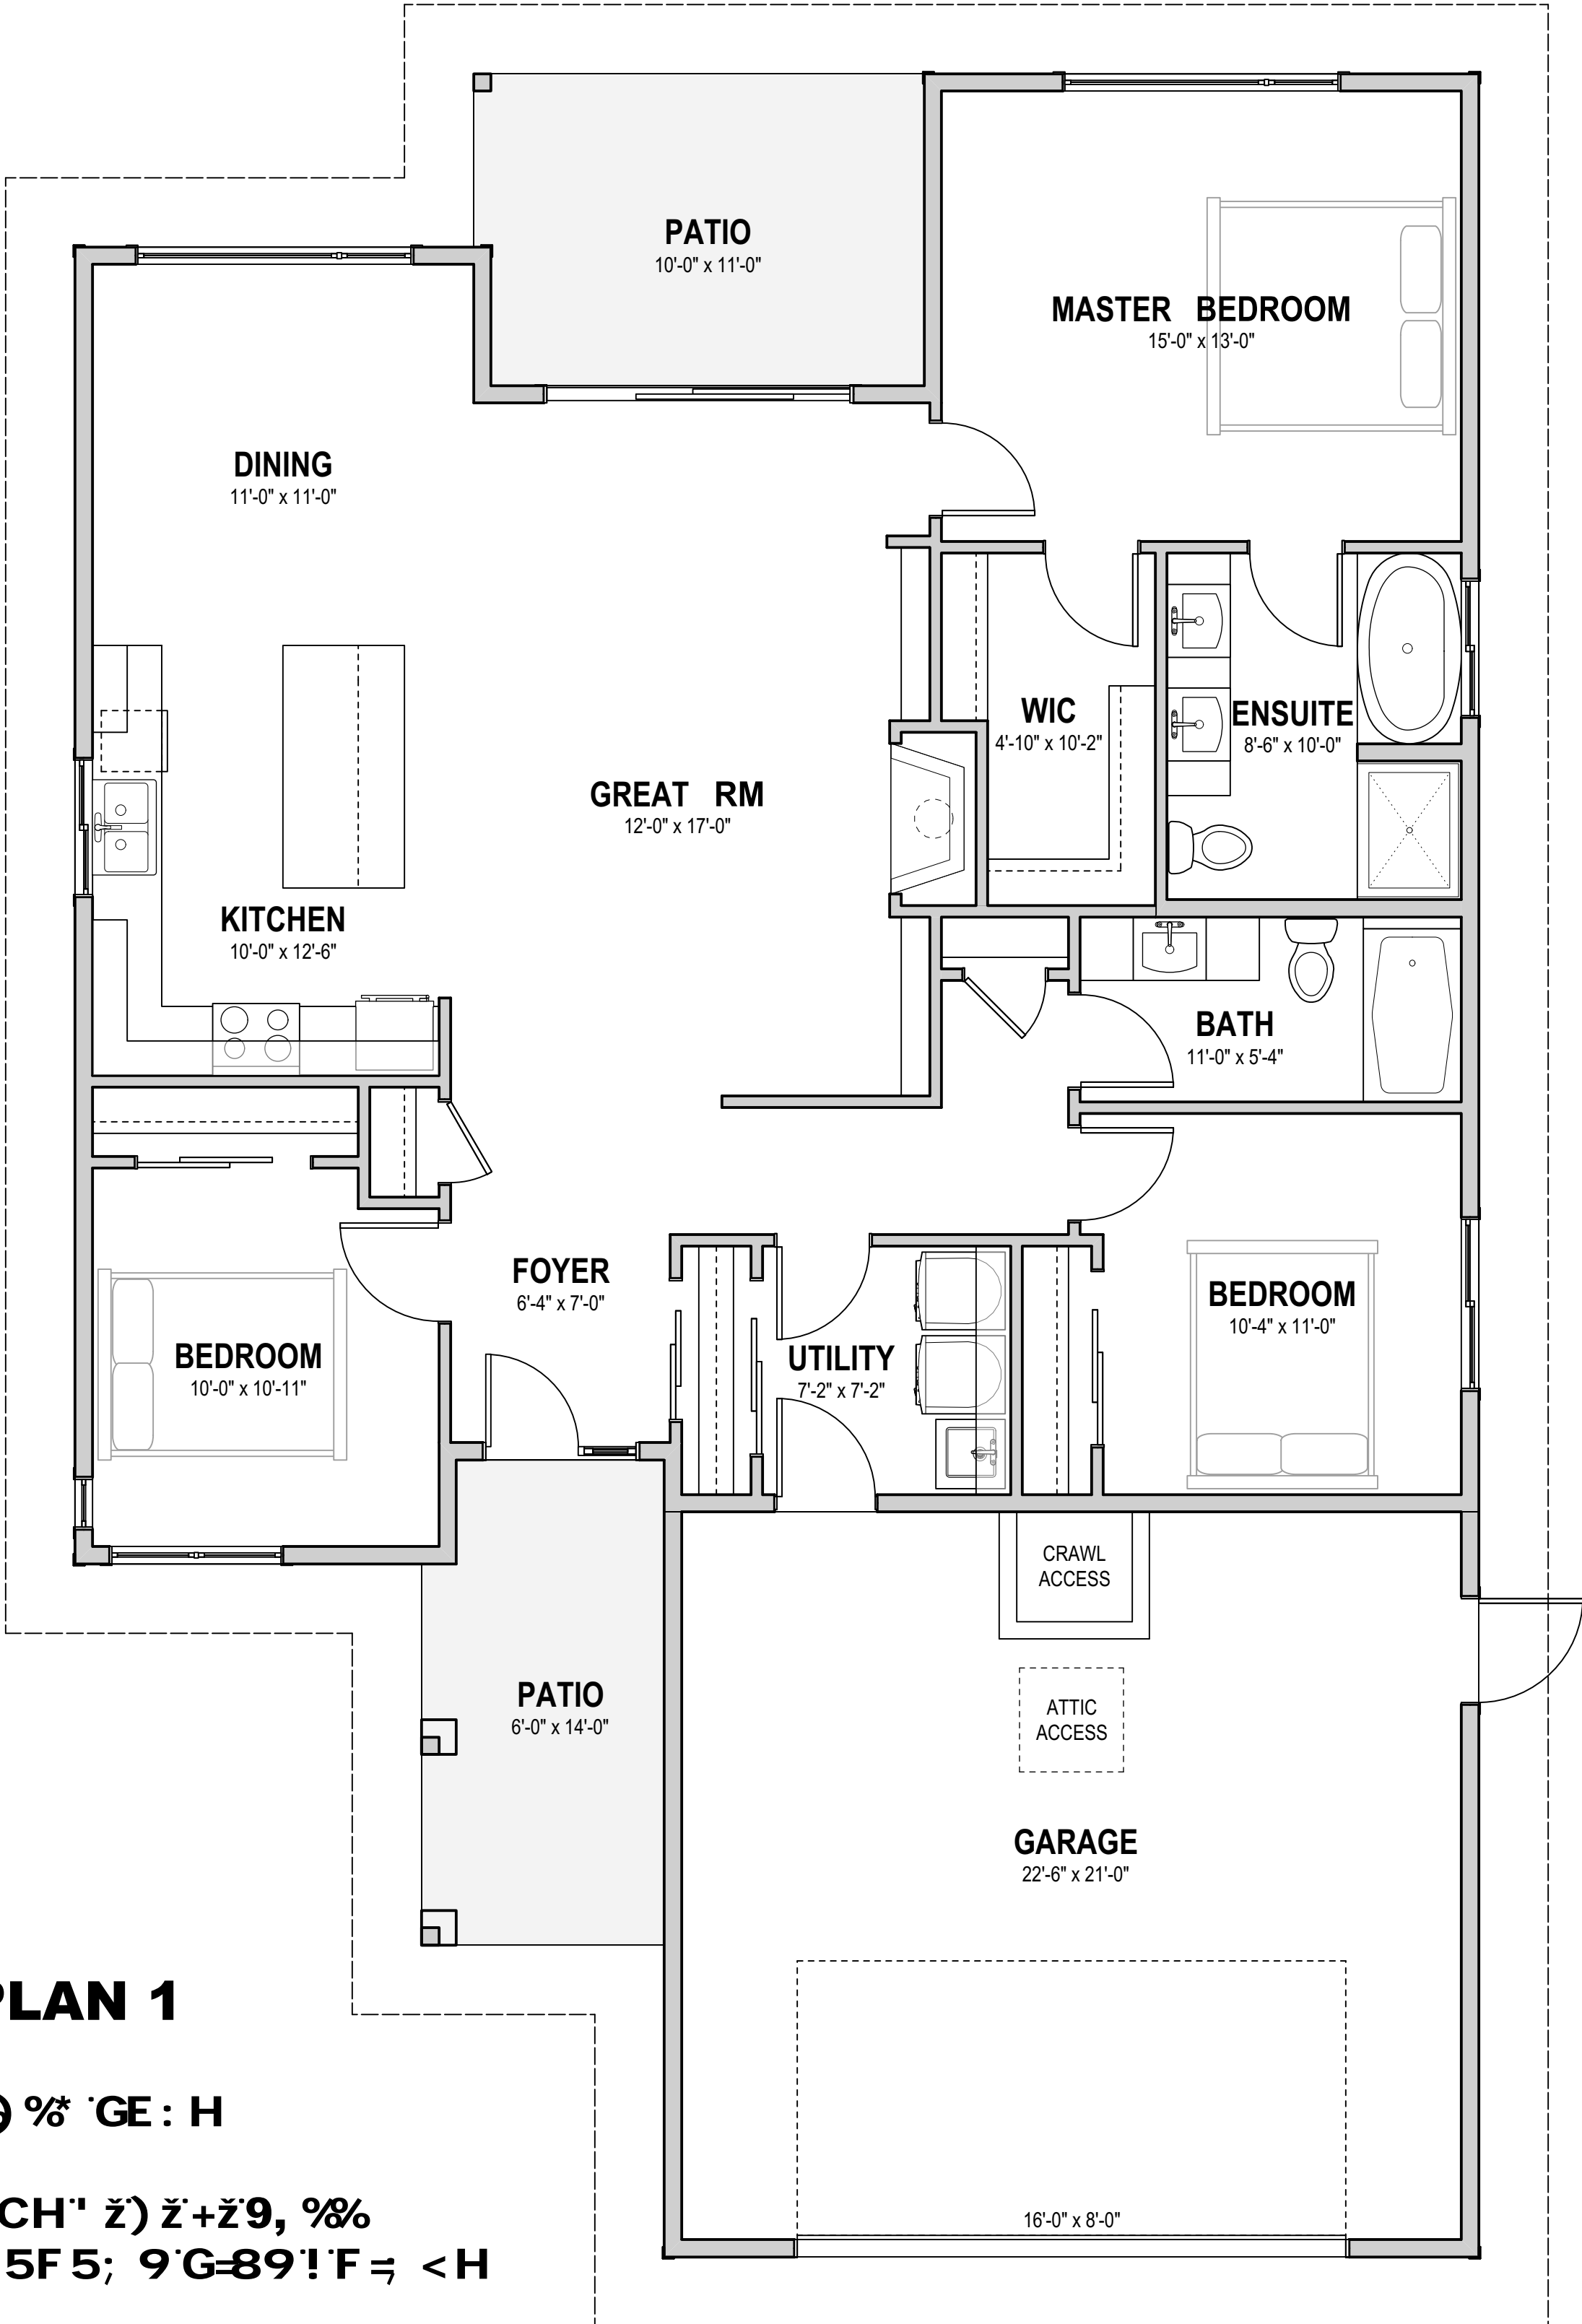 PATIO
10'-0" x 11'-0"
MASTER BEDROOM
15'-0" x 13'-0"
DINING
11'-0" x 11'-0"
WIC
4'-10" x 10'-2"
ENSUITE
8'-6" x 10'-0"
GREAT RM
12'-0" x 17'-0"
KITCHEN
10'-0" x 12'-6"
BATH
11'-0" x 5'-4"
FOYER
6'-4" x 7'-0"
BEDROOM
10'-4" x 11'-0"
BEDROOM
10'-0" x 10'-11"
UTILITY
7'-2" x 7'-2"
CRAWL
ACCESS
PATIO
6'-0" x 14'-0"
ATTIC
ACCESS
GARAGE
22'-6" x 21'-0"
PLAN 1
16'-0" x 8'-0"